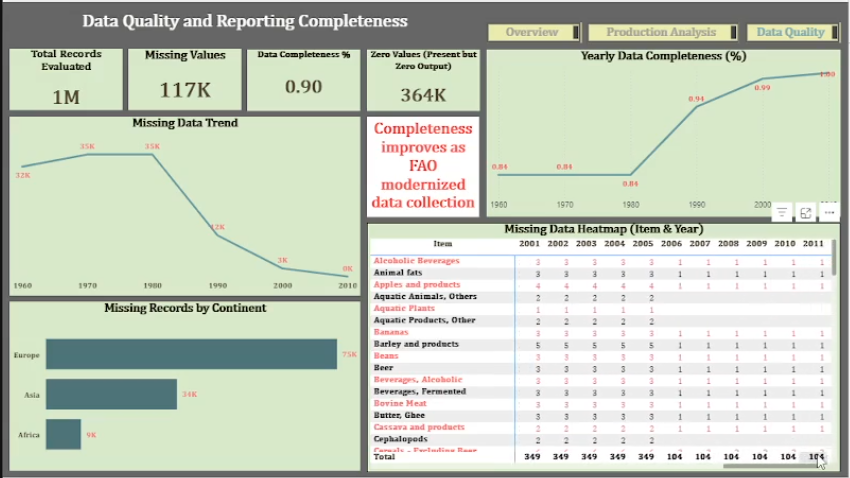 Data Quality and Reporting Completeness
Overview
Production Analysis
Data Quality
Total Records
Evaluated
1M
Missing Values
117K
Data Completeness %
0.90
Zero Values (Present but
Zero Output)
364K
Yearly Data Completeness (%)
0.84
0.84
0.84
0.94
0.99
1.00
1960
1970
1980
1990
2000
Missing Data Trend
32K
35K
35K
12K
3K
0K
1960
1970
1980
1990
2000
2010
Completeness
improves as
FAO
modernized
data collection
Missing Records by Continent
Europe 75K
Asia 34K
Africa 9K
Missing Data Heatmap (Item & Year)
Item 2001 2002 2003 2004 2005 2006 2007 2008 2009 2010 2011
Alcoholic Beverages 3 3 3 3 3 1 1 1 1 1 1
Animal fats 3 3 3 3 3 1 1 1 1 1 1
Apples and products 4 4 4 4 4 1 1 1 1 1 1
Aquatic Animals, Others 2 2 2 2 2
Aquatic Plants 1 1 1 1 1
Aquatic Products, Other 2 2 2 2 2
Bananas 3 3 3 3 3 1 1 1 1 1 1
Barley and products 5 5 5 5 5 1 1 1 1 1 1
Beans 3 3 3 3 3 1 1 1 1 1 1
Beer 3 3 3 3 3 1 1 1 1 1 1
Beverages, Alcoholic 3 3 3 3 3 1 1 1 1 1 1
Beverages, Fermented 3 3 3 3 3 1 1 1 1 1 1
Bovine Meat 3 3 3 3 3 1 1 1 1 1 1
Butter, Ghee 3 3 3 3 3 1 1 1 1 1 1
Cassava and products 2 2 2 2 2 1 1 1 1 1 1
Cephalopods 2 2 2 2 2
Cereals - Excluding Beer
Total 349 349 349 349 349 104 104 104 104 104 104